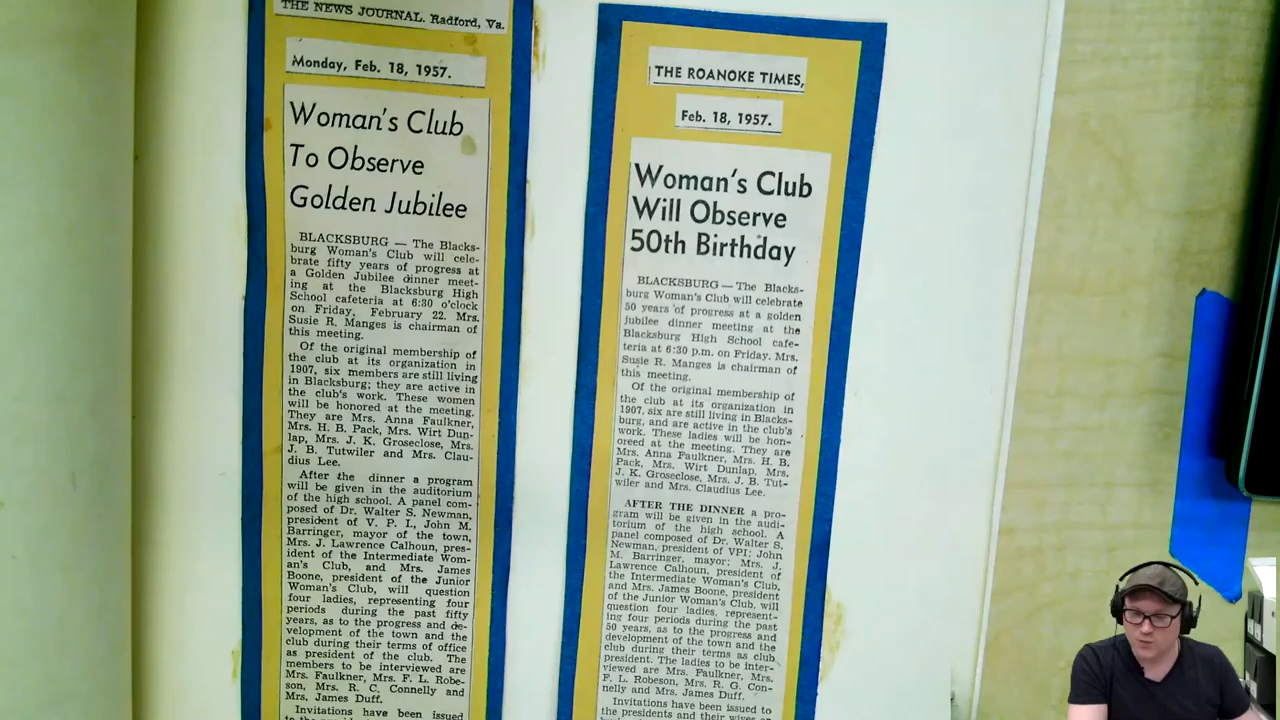 THE NEWS JOURNAL. Radford, Va.
Monday, Feb. 18, 1957.
Woman's Club
To Observe
Golden Jubilee
BLACKSBURG — The Blacks-
burg Woman's Club will cele-
brate fifty years of progress at
a Golden Jubilee dinner meet-
ing at the Blacksburg High
School cafeteria at 6:30 o'clock
on Friday, February 22. Mrs.
Susie R. Manges is chairman of
this meeting.
Of the original membership of
the club at its organization in
1907, six members are still living
in Blacksburg; they are active in
the club's work. These women
will be honored at the meeting.
They are Mrs. Anna Faulkner,
Mrs. H. B. Pack, Mrs. Wirt Dun-
lap, Mrs. J. K. Groseclose, Mrs.
J. B. Tutwiler and Mrs. Clau-
dius Lee.
After the dinner a program
will be given in the auditorium
of the high school. A panel com-
posed of Dr. Walter S. Newman,
president of V. P. I., John M.
Barringer, mayor of the town,
Mrs. J. Lawrence Calhoun, pres-
ident of the Intermediate Wom-
an's Club, and Mrs. James
Boone, president of the Junior
Woman's Club, will question
four ladies, representing four
periods during the past fifty
years, as to the progress and de-
velopment of the town and the
club during their terms of office
as president of the club. The
members to be interviewed are
Mrs. Faulkner, Mrs. F. L. Robe-
son, Mrs. R. C. Connelly and
Mrs. James Duff.
Invitations have been issued
THE ROANOKE TIMES,
Feb. 18, 1957.
Woman's Club
Will Observe
50th Birthday
BLACKSBURG — The Blacks-
burg Woman's Club will celebrate
50 years of progress at a golden
jubilee dinner meeting at the
Blacksburg High School cafe-
teria at 6:30 p.m. on Friday. Mrs.
Susie R. Manges is chairman of
this meeting.
Of the original membership of
the club at its organization in
1907, six are still living in Blacks-
burg, and are active in the club's
work. These ladies will be hon-
oreed at the meeting. They are
Mrs. Anna Faulkner, Mrs. H. B.
Pack, Mrs. Wirt Dunlap, Mrs.
J. K. Groseclose, Mrs. J. B. Tut-
wiler and Mrs. Claudius Lee.
AFTER THE DINNER a pro-
gram will be given in the audi-
torium of the high school. A
panel composed of Dr. Walter S.
Newman, president of VPI; John
M. Barringer, mayor; Mrs. J.
Lawrence Calhoun, president of
the Intermediate Woman's Club,
and Mrs. James Boone, president
of the Junior Woman's Club, will
question four ladies, represent-
ing four periods during the past
50 years, as to the progress and
development of the town and the
club during their terms as club
president. The ladies to be inter-
viewed are Mrs. Faulkner, Mrs.
F. L. Robeson, Mrs. R. G. Con-
nelly and Mrs. James Duff.
Invitations have been issued to
the presidents and their wives